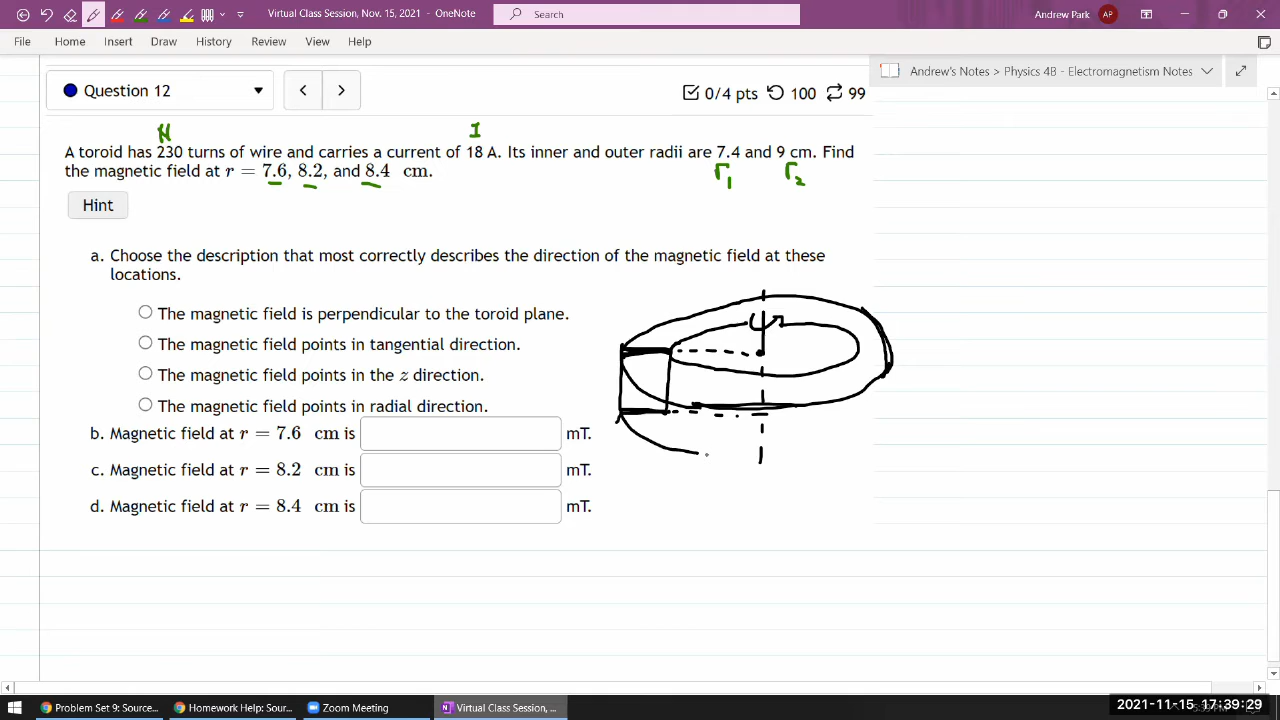 Virtual Class Session, Nov. 15, 2021 - OneNote
Search
Andrew Park
AP
File Home Insert Draw History Review View Help
Question 12
0/4 pts 100 99
Andrew's Notes > Physics 4B - Electromagnetism Notes
N I
A toroid has 230 turns of wire and carries a current of 18 A. Its inner and outer radii are 7.4 and 9 cm. Find
the magnetic field at r = 7.6, 8.2, and 8.4 cm.
r₁ r₂
Hint
a. Choose the description that most correctly describes the direction of the magnetic field at these
locations.
The magnetic field is perpendicular to the toroid plane.
The magnetic field points in tangential direction.
The magnetic field points in the z direction.
The magnetic field points in radial direction.
b. Magnetic field at r = 7.6 cm is mT.
c. Magnetic field at r = 8.2 cm is mT.
d. Magnetic field at r = 8.4 cm is mT.
Problem Set 9: Source...
Homework Help: Sour...
Zoom Meeting
Virtual Class Session, ...
2021-11-15 17:39:29